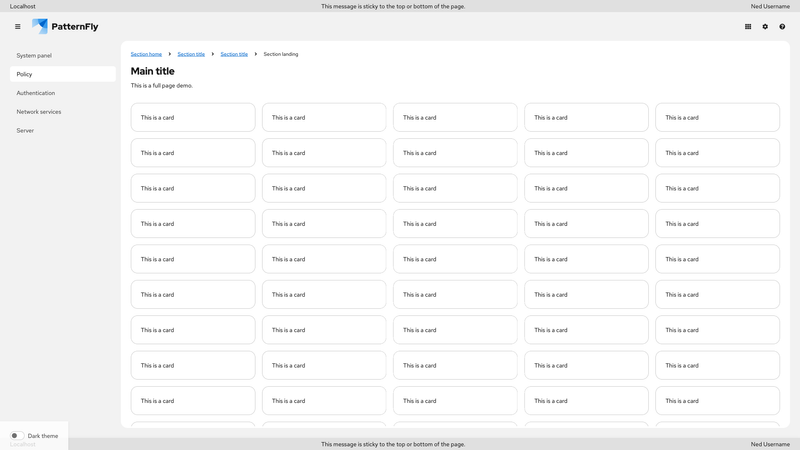 Localhost This message is sticky to the top or bottom of the page. Ned Username
PatternFly
System panel
Policy
Authentication
Network services
Server
Section home Section title Section title Section landing
Main title
This is a full page demo.
This is a card This is a card This is a card This is a card This is a card
This is a card This is a card This is a card This is a card This is a card
This is a card This is a card This is a card This is a card This is a card
This is a card This is a card This is a card This is a card This is a card
This is a card This is a card This is a card This is a card This is a card
This is a card This is a card This is a card This is a card This is a card
This is a card This is a card This is a card This is a card This is a card
This is a card This is a card This is a card This is a card This is a card
This is a card This is a card This is a card This is a card This is a card
Dark theme
Localhost This message is sticky to the top or bottom of the page. Ned Username